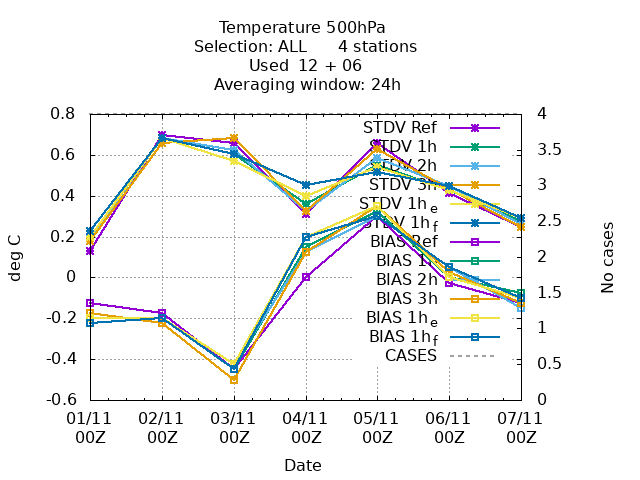 Temperature 500hPa
Selection: ALL 4 stations
Used 12 + 06
Averaging window: 24h
0.8
0.6
0.4
0.2
0
-0.2
-0.4
-0.6
deg C
4
3.5
3
2.5
2
1.5
1
0.5
0
No cases
STDV Ref
STDV 1h
STDV 2h
STDV 3h
STDV 1h e
STDV 1h f
BIAS Ref
BIAS 1h
BIAS 2h
BIAS 3h
BIAS 1h e
BIAS 1h f
CASES
01/11 02/11 03/11 04/11 05/11 06/11 07/11
00Z 00Z 00Z 00Z 00Z 00Z 00Z
Date